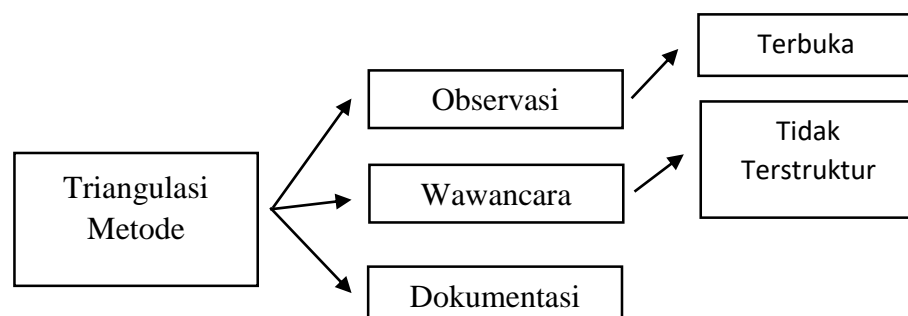 Triangulasi
Metode
Observasi
Terbuka
Wawancara
Tidak
Terstruktur
Dokumentasi